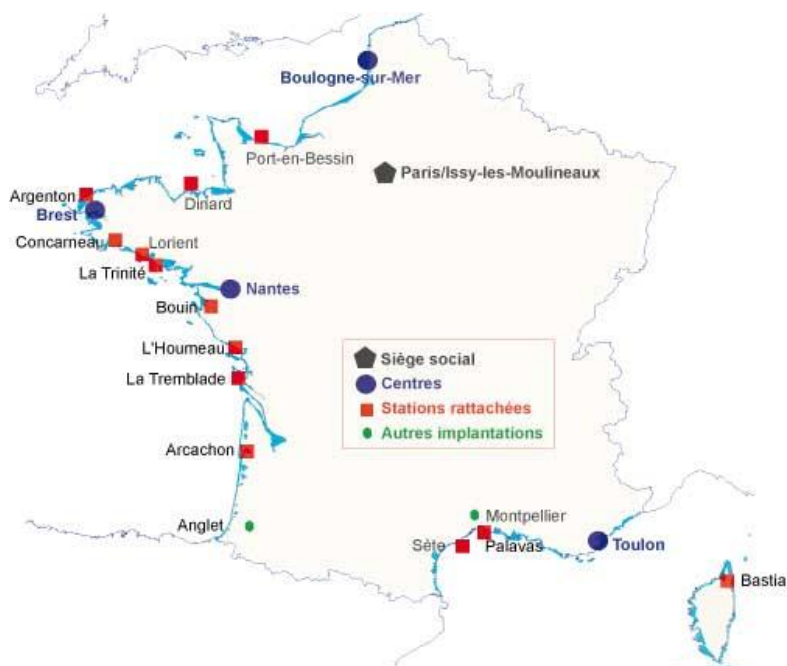 Boulogne-sur-Mer
Port-en-Bessin
Paris/Issy-les-Moulineaux
Argenton
Dinard
Brest
Concarneau
Lorient
La Trinité
Nantes
Bouin
L'Houmeau
La Tremblade
Siège social
Centres
Stations rattachées
Autres implantations
Arcachon
Anglet
Montpellier
Sète
Palavas
Toulon
Bastia